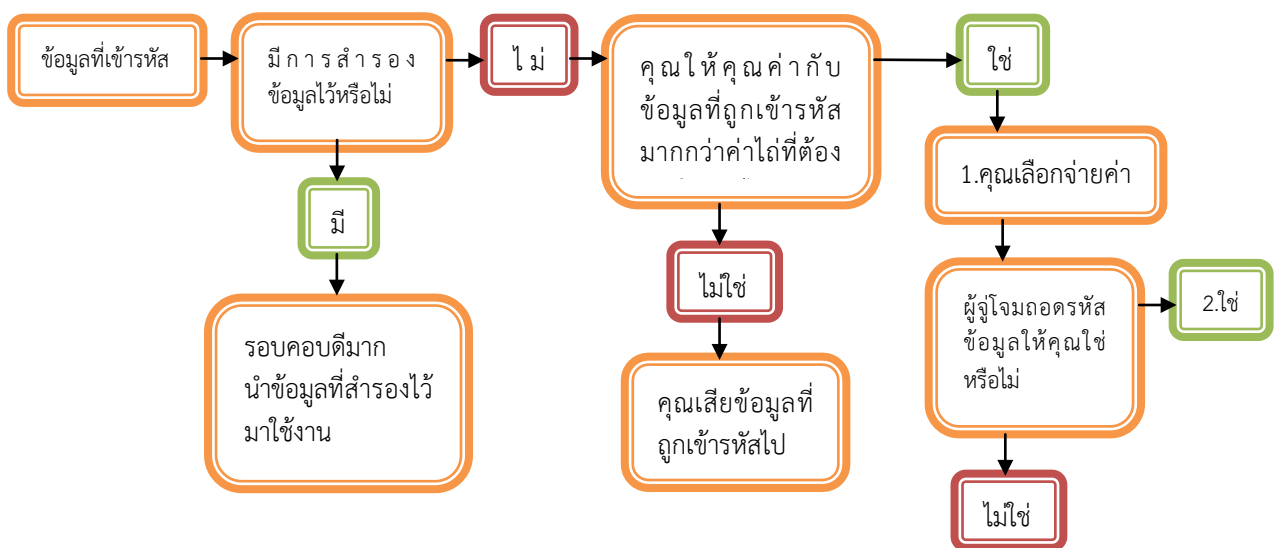 ข้อมูลที่เข้ารหัส
มีการสำรอง
ข้อมูลไว้หรือไม่
ไม่
คุณให้คุณค่ากับ
ข้อมูลที่ถูกเข้ารหัส
มากกว่าค่าไถ่ที่ต้อง
ใช่
1.คุณเลือกจ่ายค่า
มี
ไม่ใช่
ผู้จู่โจมถอดรหัส
ข้อมูลให้คุณใช่
หรือไม่
2.ใช่
รอบคอบดีมาก
นำข้อมูลที่สำรองไว้
มาใช้งาน
คุณเสียข้อมูลที่
ถูกเข้ารหัสไป
ไม่ใช่